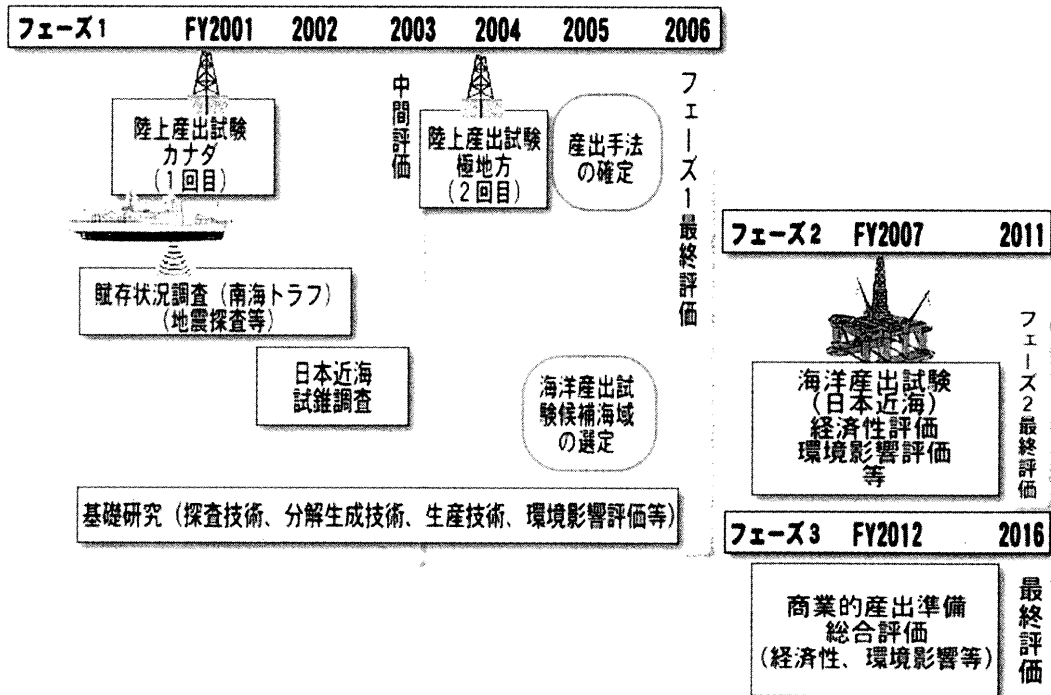 フェーズ1 FY2001 2002 2003 2004 2005 2006
陸上産出試験
カナダ
(1回目)
中間評価
陸上産出試験
極地方
(2回目)
産出手法
の確定
フェーズ1最終評価
賦存状況調査(南海トラフ)
(地震探査等)
日本近海
試錐調査
海洋産出試
験候補海域
の選定
基礎研究(探査技術、分解生成技術、生産技術、環境影響評価等)
フェーズ2 FY2007 2011
海洋産出試験
(日本近海)
経済性評価
環境影響評価
等
フェーズ2最終評価
フェーズ3 FY2012 2016
商業的産出準備
総合評価
(経済性、環境影響等)
最終評価